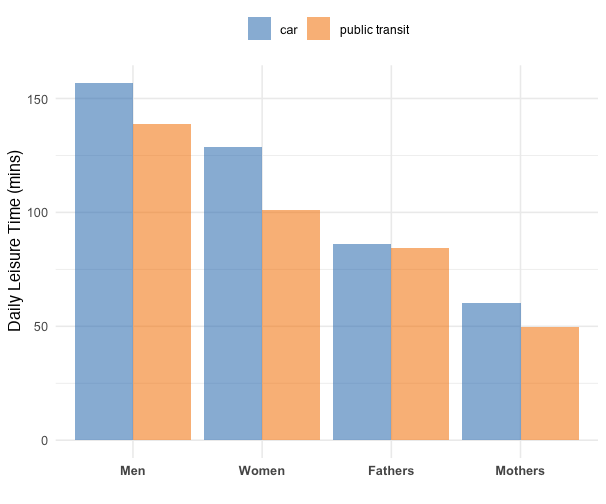 car public transit
Daily Leisure Time (mins)
150
100
50
0
Men Women Fathers Mothers